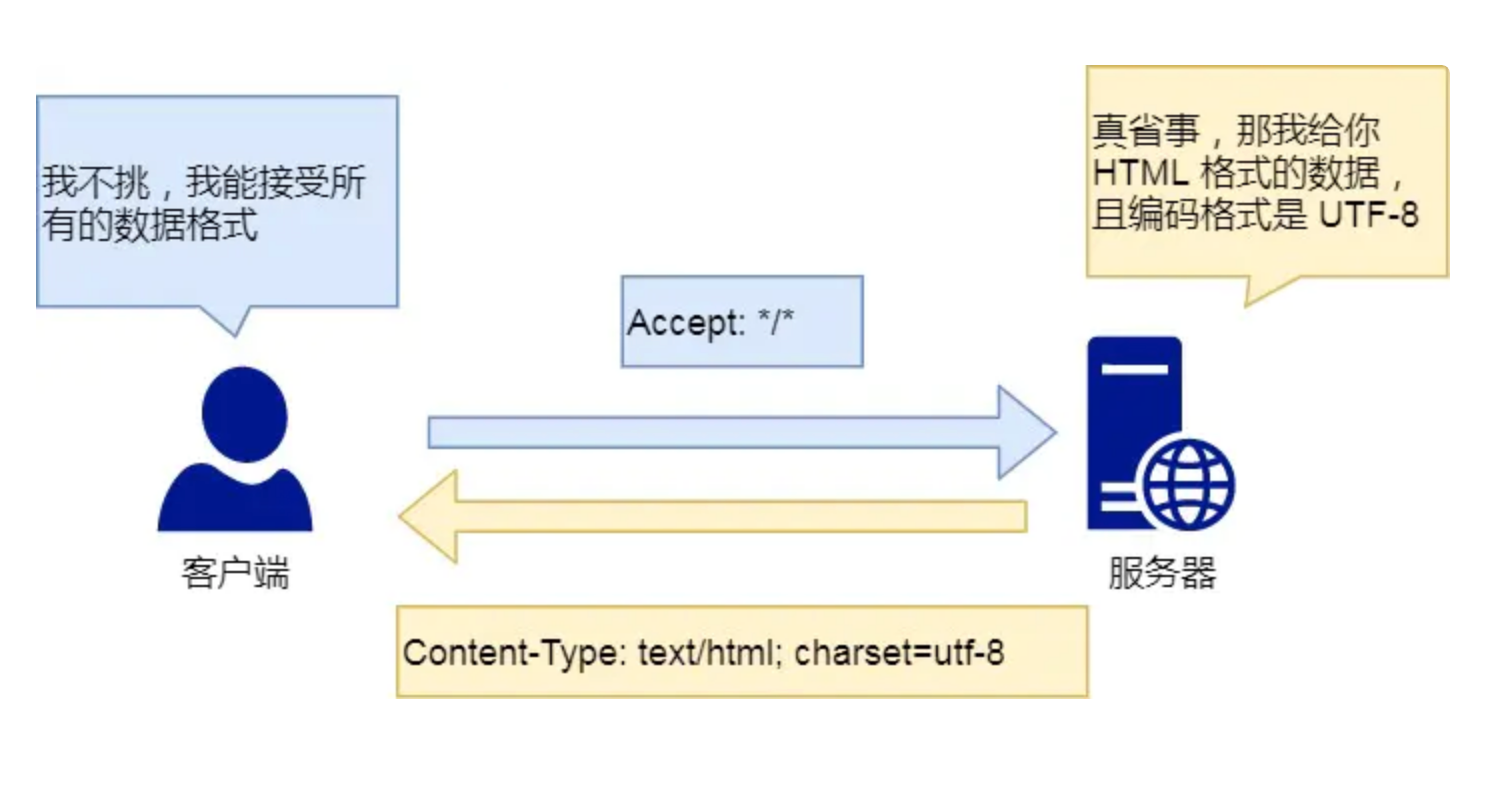 我不挑，我能接受所
有的数据格式
真省事，那我给你
HTML 格式的数据，
且编码格式是 UTF-8
Accept: */*
客户端
服务器
Content-Type: text/html; charset=utf-8